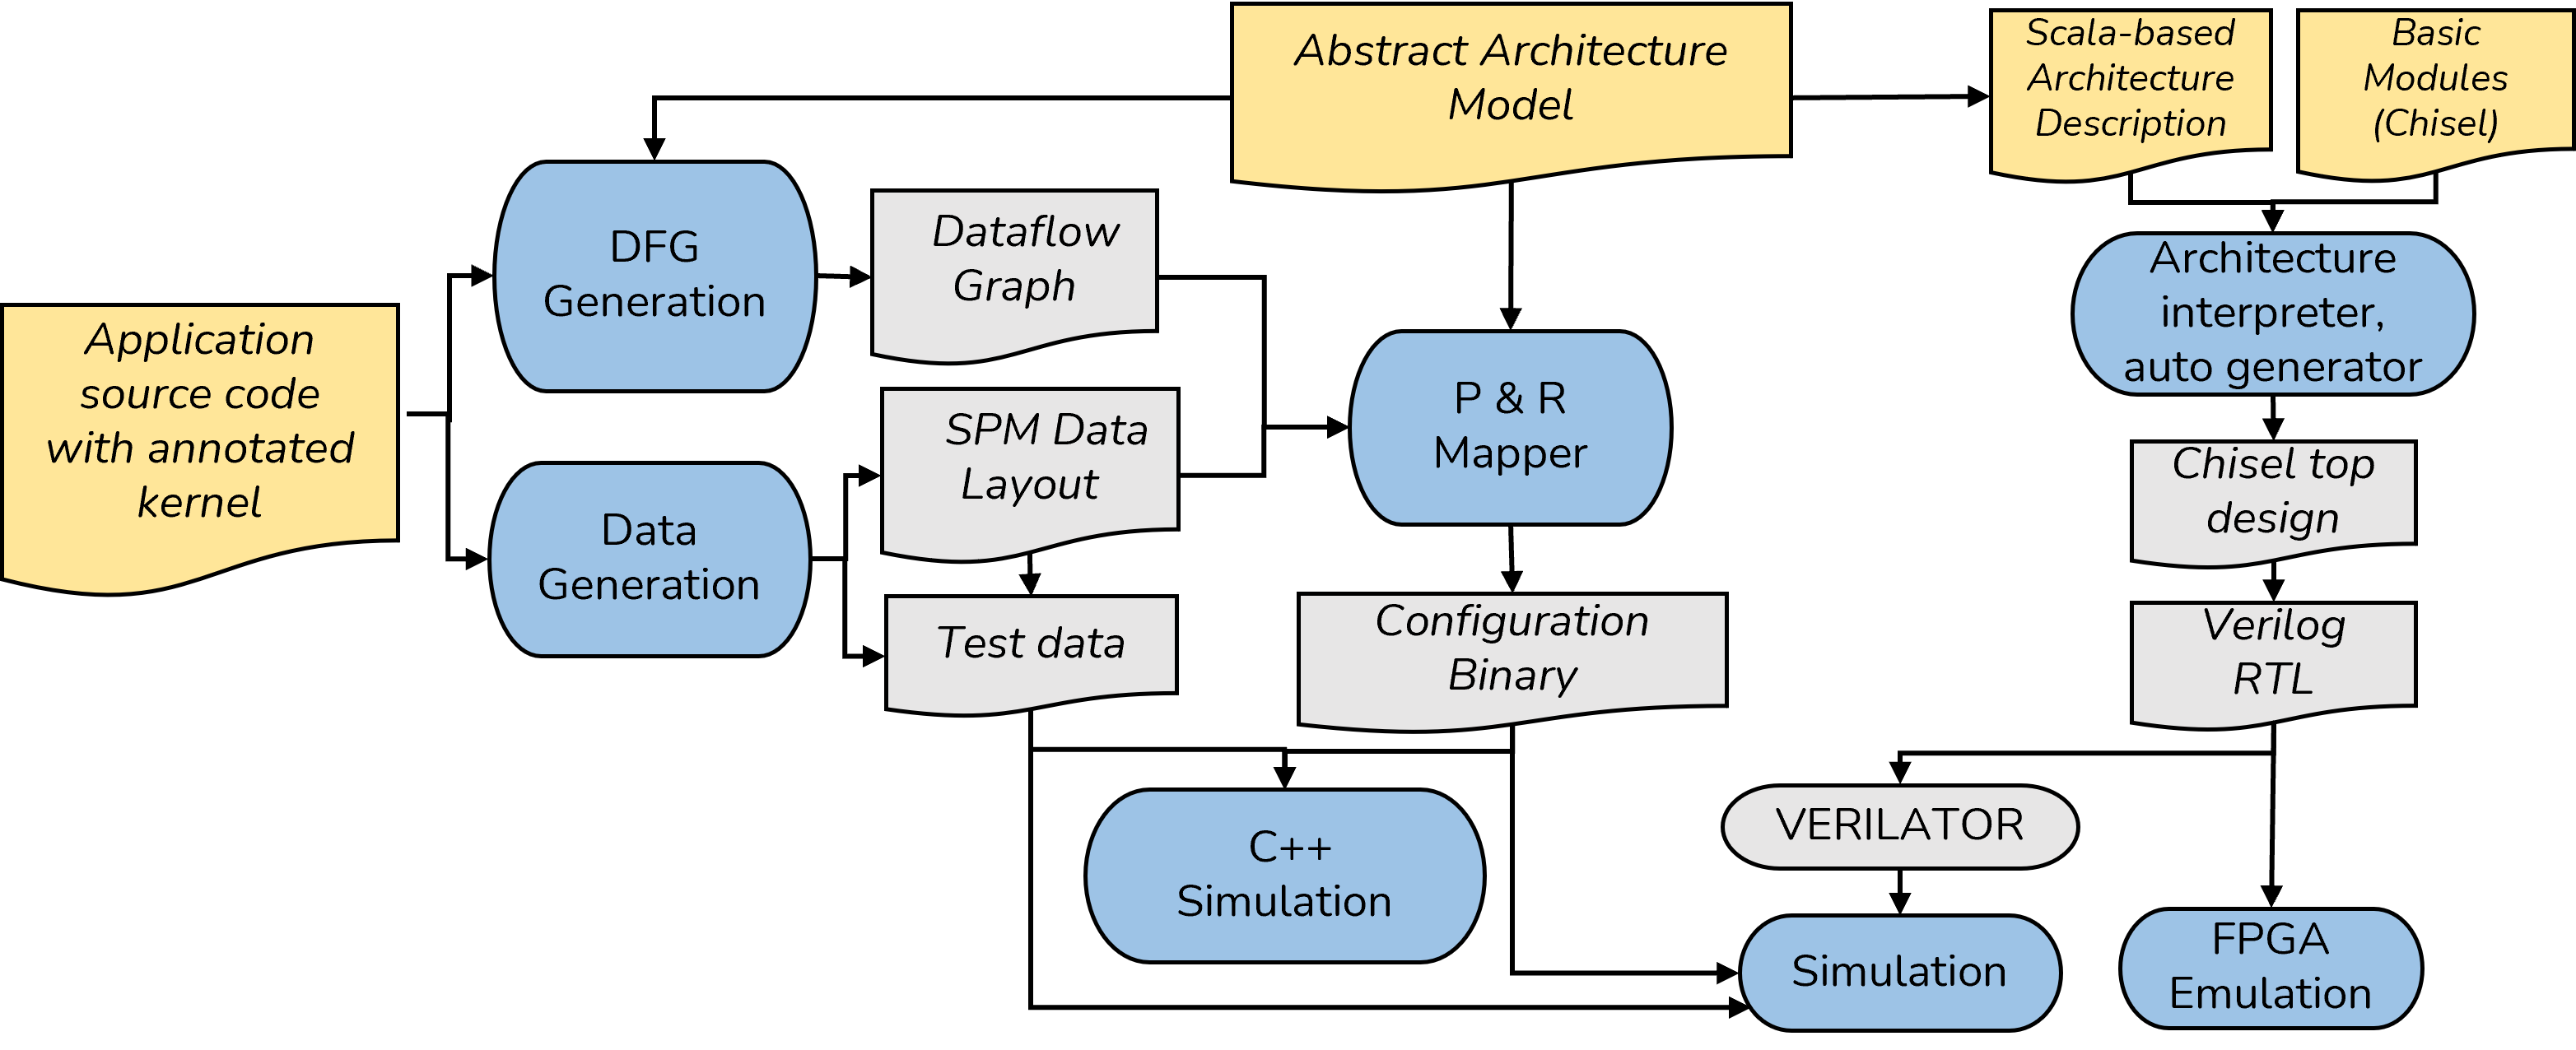 Abstract Architecture
Model
Scala-based
Architecture
Description
Basic
Modules
(Chisel)
DFG
Generation
Dataflow
Graph
Architecture
interpreter,
auto generator
Application
source code
with annotated
kernel
SPM Data
Layout
P & R
Mapper
Chisel top
design
Data
Generation
Test data
Configuration
Binary
Verilog
RTL
C++
Simulation
VERILATOR
Simulation
FPGA
Emulation